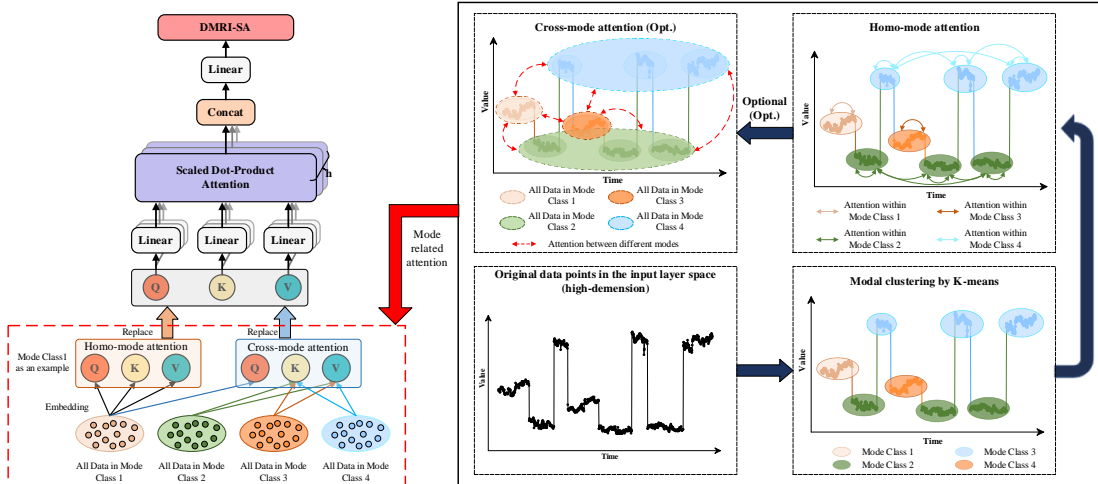 DMRI-SA
Linear
Concat
Scaled Dot-Product
Attention
h
Linear
Linear
Linear
Q
K
V
Replace
Replace
Homo-mode attention
Cross-mode attention
Mode Class1
as an example
Q
K
V
Q
K
V
Embedding
All Data in Mode
Class 1
All Data in Mode
Class 2
All Data in Mode
Class 3
All Data in Mode
Class 4
Mode
related
attention
Cross-mode attention (Opt.)
Value
Time
All Data in Mode
Class 1
All Data in Mode
Class 3
All Data in Mode
Class 2
All Data in Mode
Class 4
Attention between different modes
Optional
(Opt.)
Homo-mode attention
Value
Time
Attention within
Mode Class 1
Attention within
Mode Class 3
Attention within
Mode Class 2
Attention within
Mode Class 4
Original data points in the input layer space
(high-demension)
Value
Time
Modal clustering by K-means
Value
Time
Mode Class 1
Mode Class 3
Mode Class 2
Mode Class 4